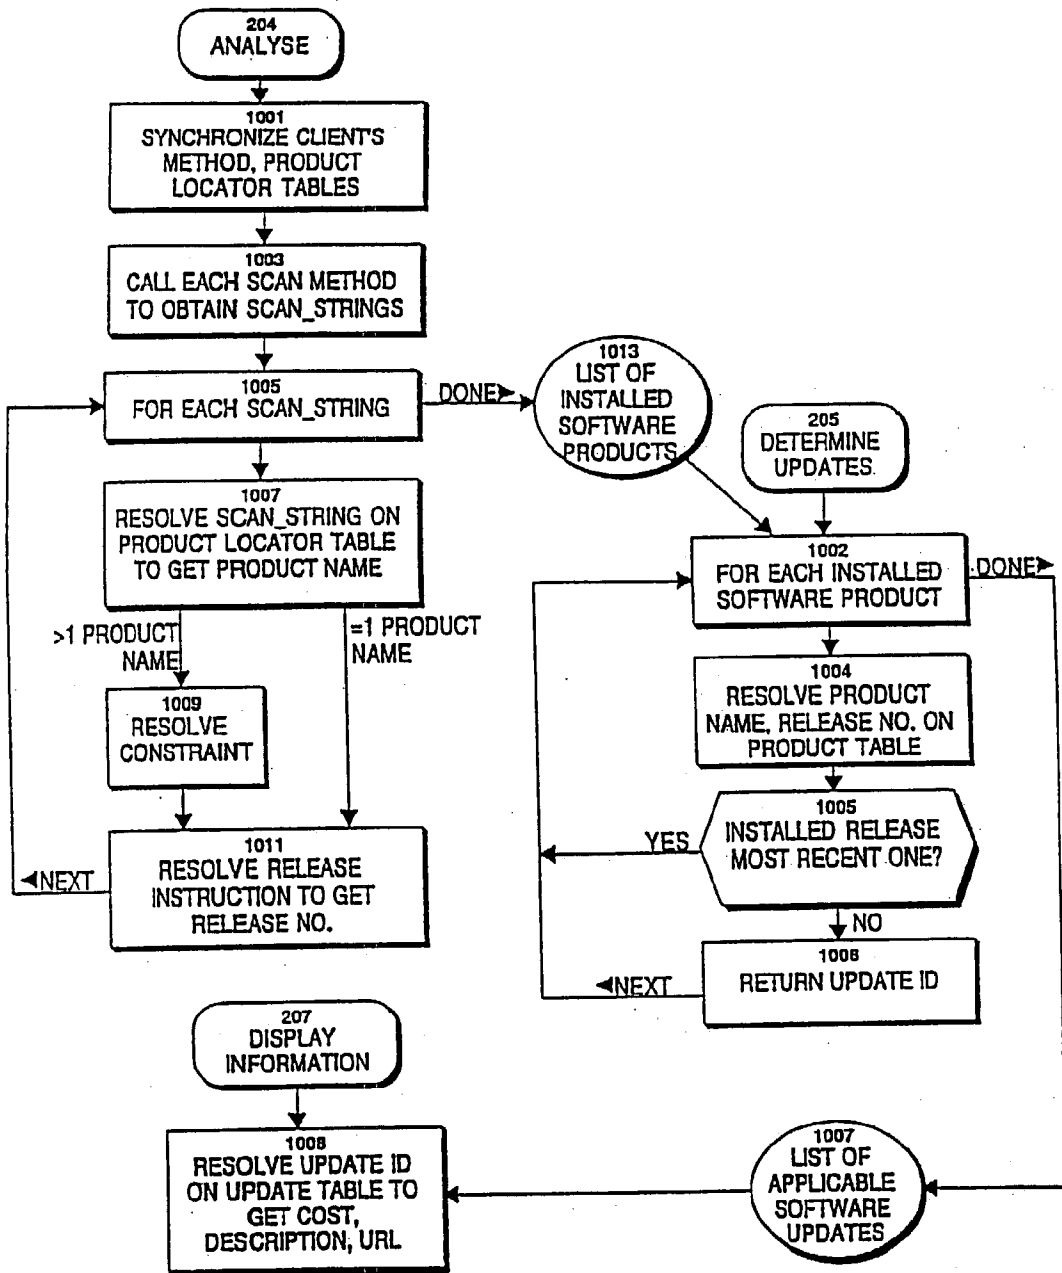 204
ANALYSE
1001
SYNCHRONIZE CLIENT'S
METHOD, PRODUCT
LOCATOR TABLES
1003
CALL EACH SCAN METHOD
TO OBTAIN SCAN_STRINGS
1005
FOR EACH SCAN_STRING
DONE
1013
LIST OF
INSTALLED
SOFTWARE
PRODUCTS
1007
RESOLVE SCAN_STRING ON
PRODUCT LOCATOR TABLE
TO GET PRODUCT NAME
>1 PRODUCT
NAME
=1 PRODUCT
NAME
1009
RESOLVE
CONSTRAINT
1011
RESOLVE RELEASE
INSTRUCTION TO GET
RELEASE NO.
NEXT
205
DETERMINE
UPDATES
1002
FOR EACH INSTALLED
SOFTWARE PRODUCT
DONE
1004
RESOLVE PRODUCT
NAME, RELEASE NO. ON
PRODUCT TABLE
1005
INSTALLED RELEASE
MOST RECENT ONE?
YES
NO
1006
RETURN UPDATE ID
NEXT
207
DISPLAY
INFORMATION
1008
RESOLVE UPDATE ID
ON UPDATE TABLE TO
GET COST,
DESCRIPTION, URL
1007
LIST OF
APPLICABLE
SOFTWARE
UPDATES